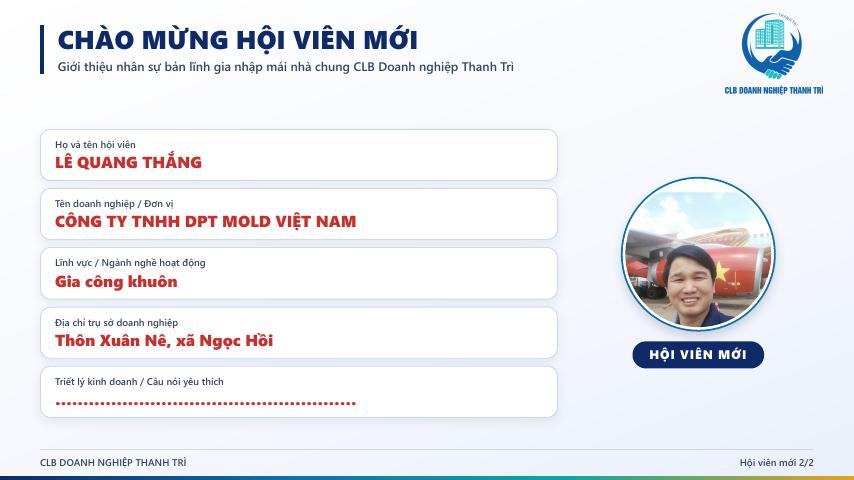 CHÀO MỪNG HỘI VIÊN MỚI
Giới thiệu nhân sự bản lĩnh gia nhập mái nhà chung CLB Doanh nghiệp Thanh Trì
THANH TRÌ
CLB DOANH NGHIỆP THANH TRÌ
Họ và tên hội viên
LÊ QUANG THẮNG
Tên doanh nghiệp / Đơn vị
CÔNG TY TNHH DPT MOLD VIỆT NAM
Lĩnh vực / Ngành nghề hoạt động
Gia công khuôn
Địa chỉ trụ sở doanh nghiệp
Thôn Xuân Nê, xã Ngọc Hồi
Triết lý kinh doanh / Câu nói yêu thích
......................................................
HỘI VIÊN MỚI
CLB DOANH NGHIỆP THANH TRÌ
Hội viên mới 2/2